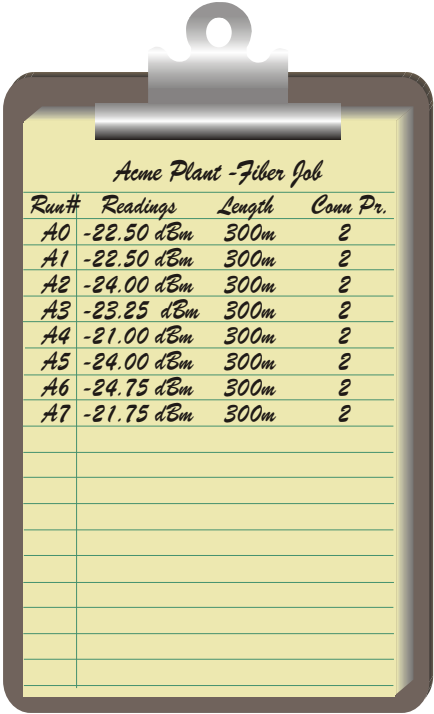 Acme Plant -Fiber Job
Run# Readings Length Conn Pr.
A0 -22.50 dBm 300m 2
A1 -22.50 dBm 300m 2
A2 -24.00 dBm 300m 2
A3 -23.25 dBm 300m 2
A4 -21.00 dBm 300m 2
A5 -24.00 dBm 300m 2
A6 -24.75 dBm 300m 2
A7 -21.75 dBm 300m 2